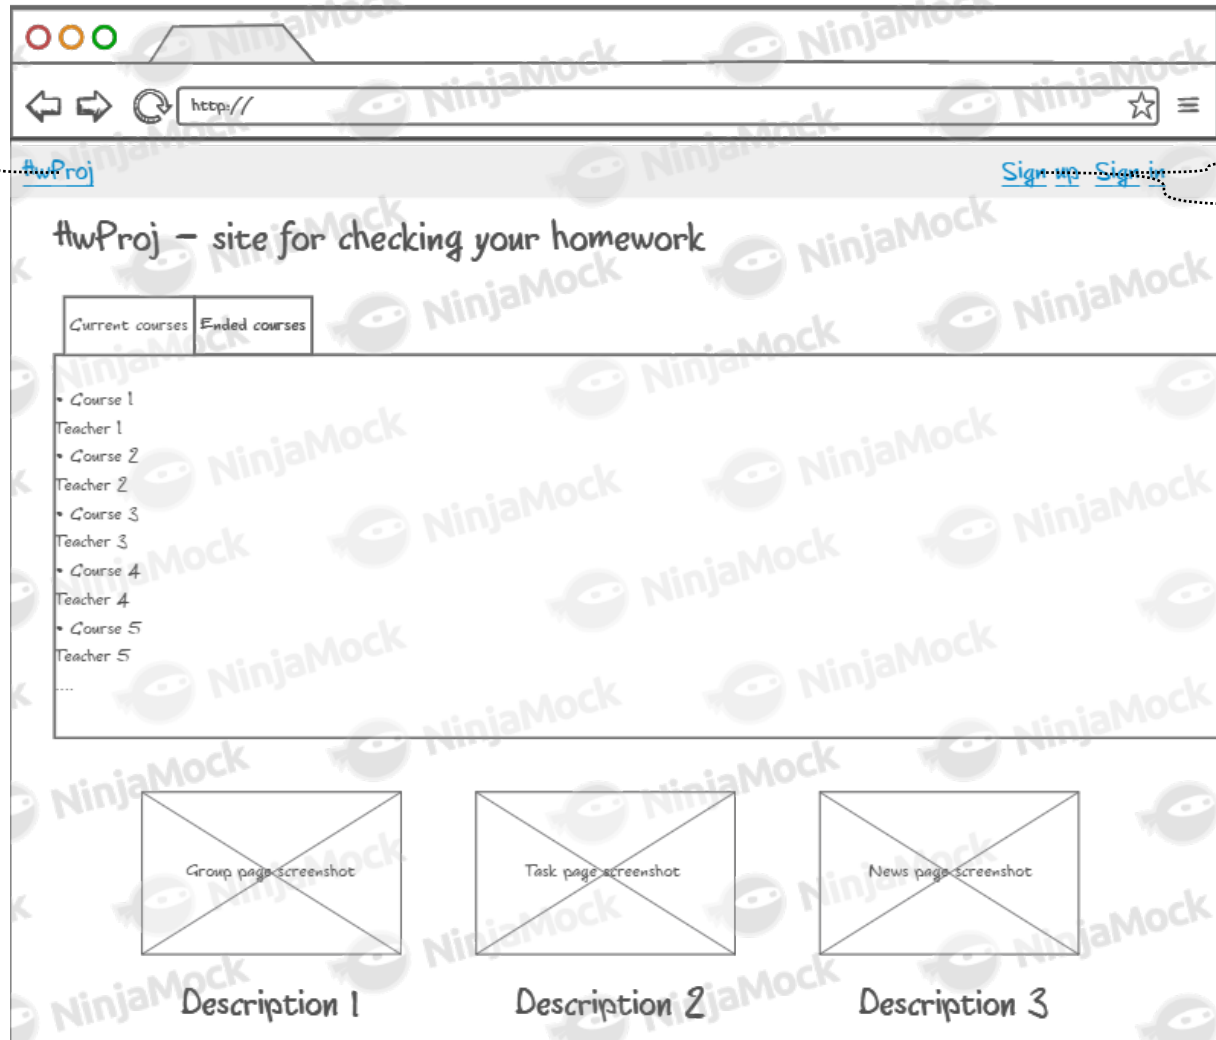 http://
HwProj
Sign up Sign in
HwProj - site for checking your homework
Current courses
Ended courses
• Course 1
Teacher 1
• Course 2
Teacher 2
• Course 3
Teacher 3
• Course 4
Teacher 4
• Course 5
Teacher 5
....
Group page screenshot
Task page screenshot
News page screenshot
Description 1
Description 2
Description 3
NinjaMock